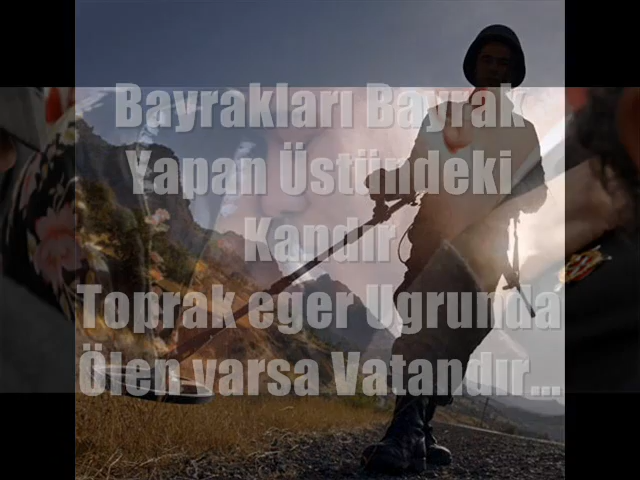 Bayrakları Bayrak
Yapan Üstündeki
Kandır
Toprak eger Ugrunda
Ölen varsa Vatandır...